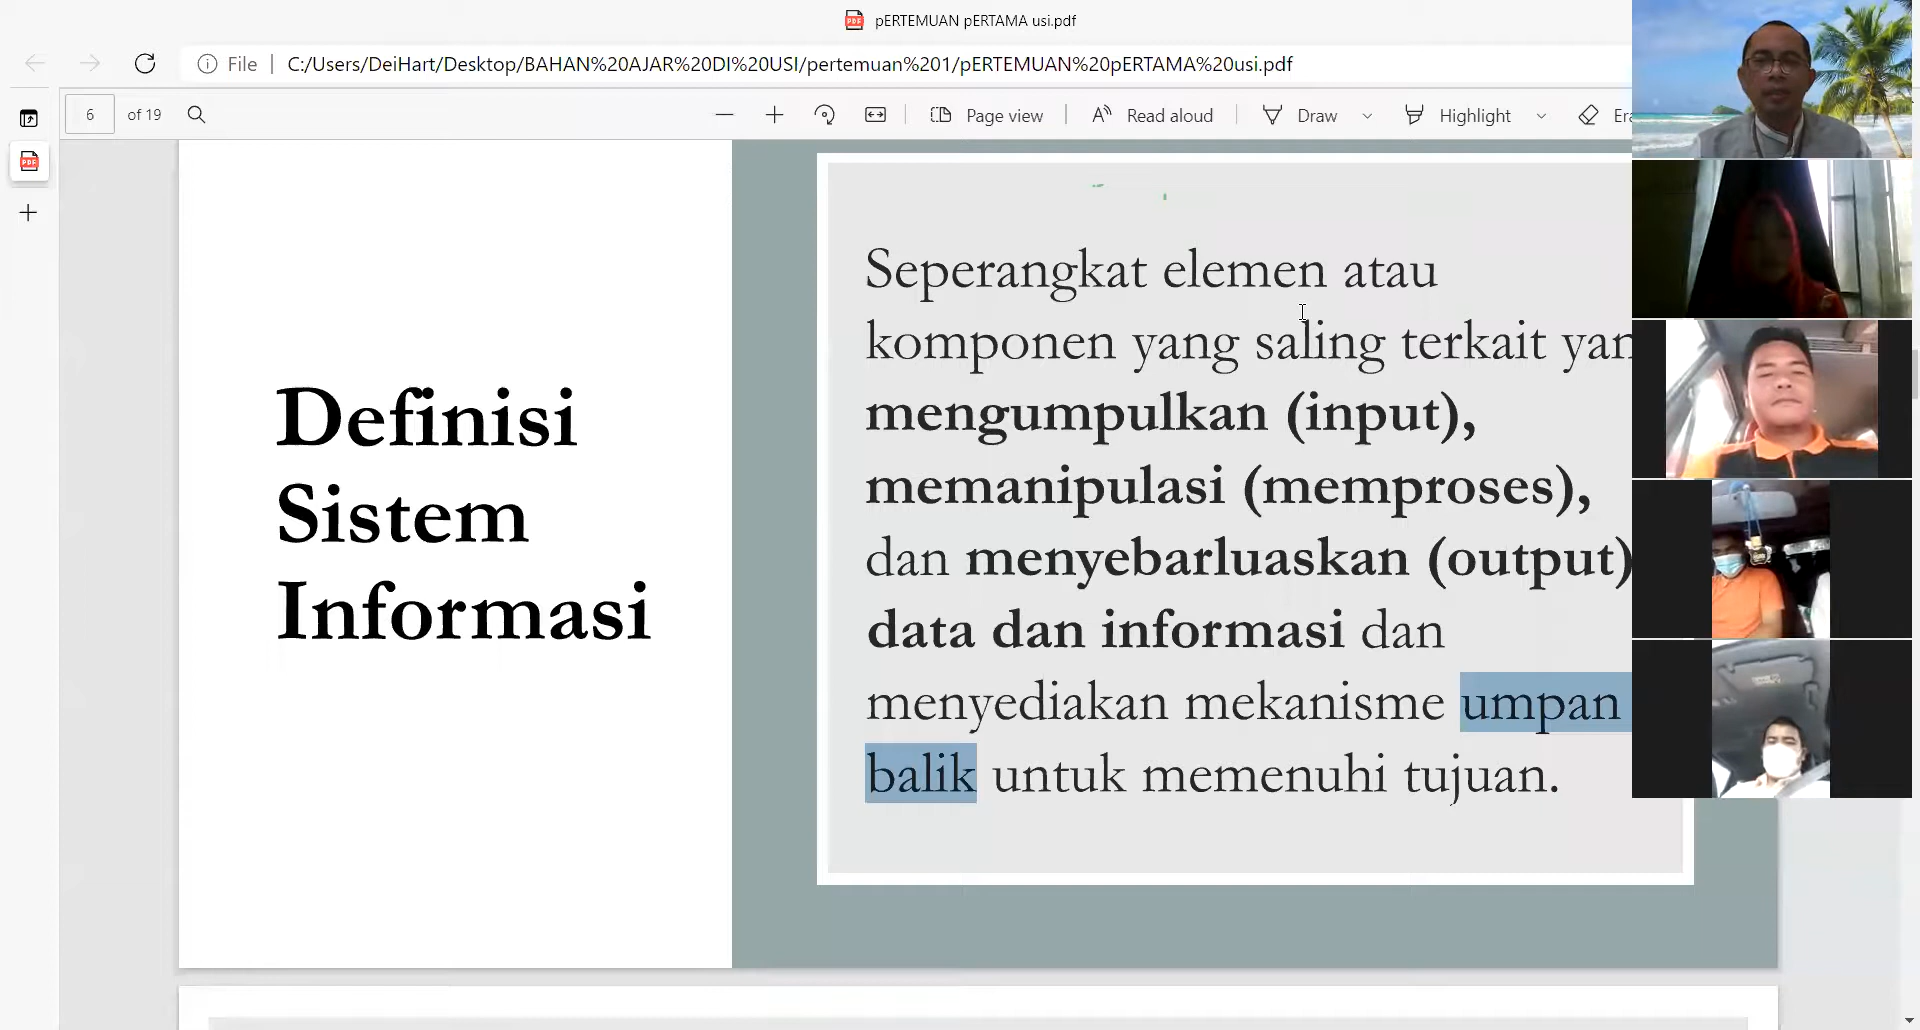 pERTEMUAN pERTAMA usi.pdf
File C:/Users/DeiHart/Desktop/BAHAN%20AJAR%20DI%20USI/pertemuan%201/pERTEMUAN%20pERTAMA%20usi.pdf
6 of 19 Page view Read aloud Draw Highlight
Definisi
Sistem
Informasi
Seperangkat elemen atau
komponen yang saling terkait yan
mengumpulkan (input),
memanipulasi (memproses),
dan menyebarluaskan (output)
data dan informasi dan
menyediakan mekanisme umpan
balik untuk memenuhi tujuan.